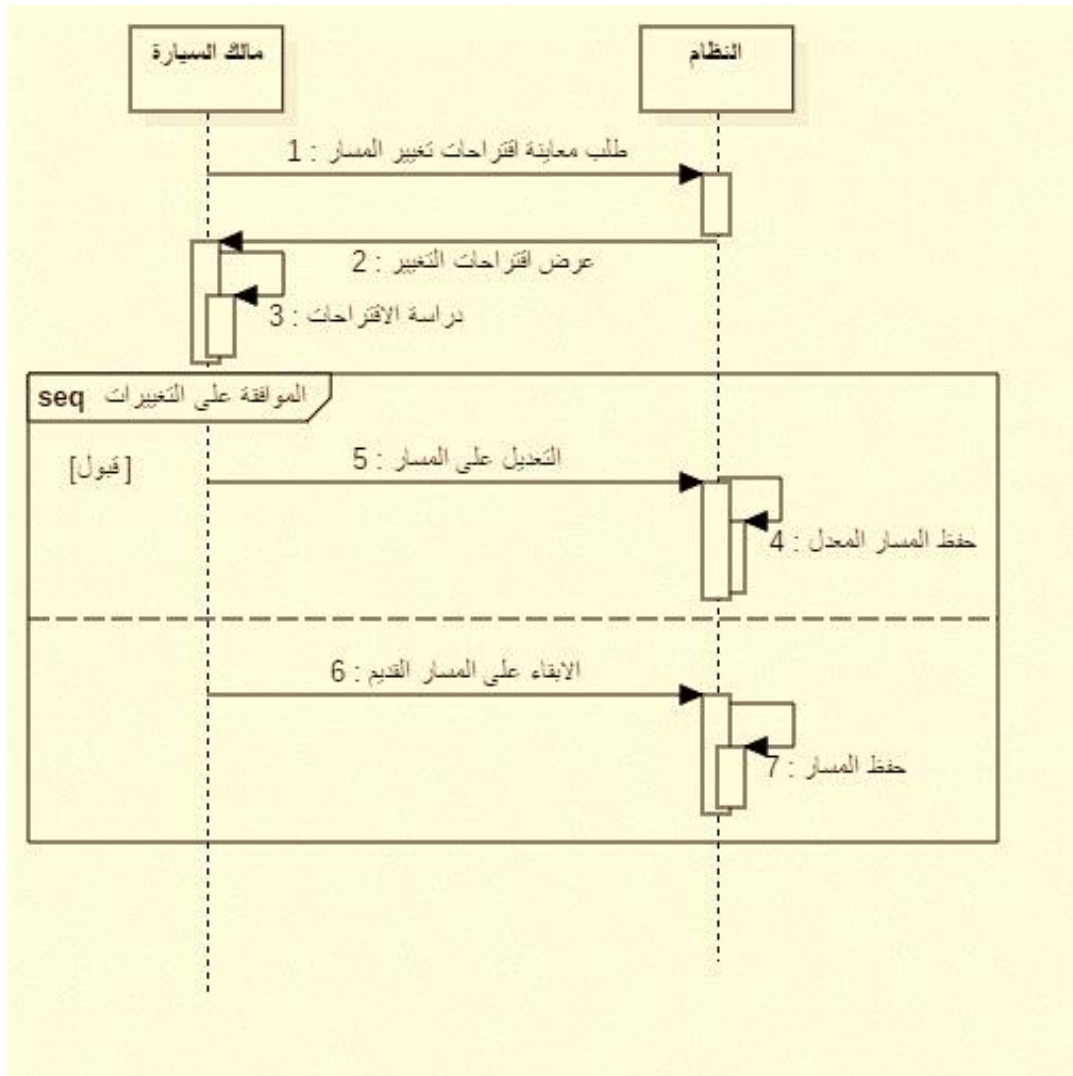 مالك السيارة
النظام
1 : طلب معاينة اقتراحات تغيير المسار
2 : عرض اقتراحات التغيير
3 : دراسة الاقتراحات
seq الموافقة على التغييرات
[قبول]
5 : التعديل على المسار
4 : حفظ المسار المعدل
6 : الابقاء على المسار القديم
7 : حفظ المسار